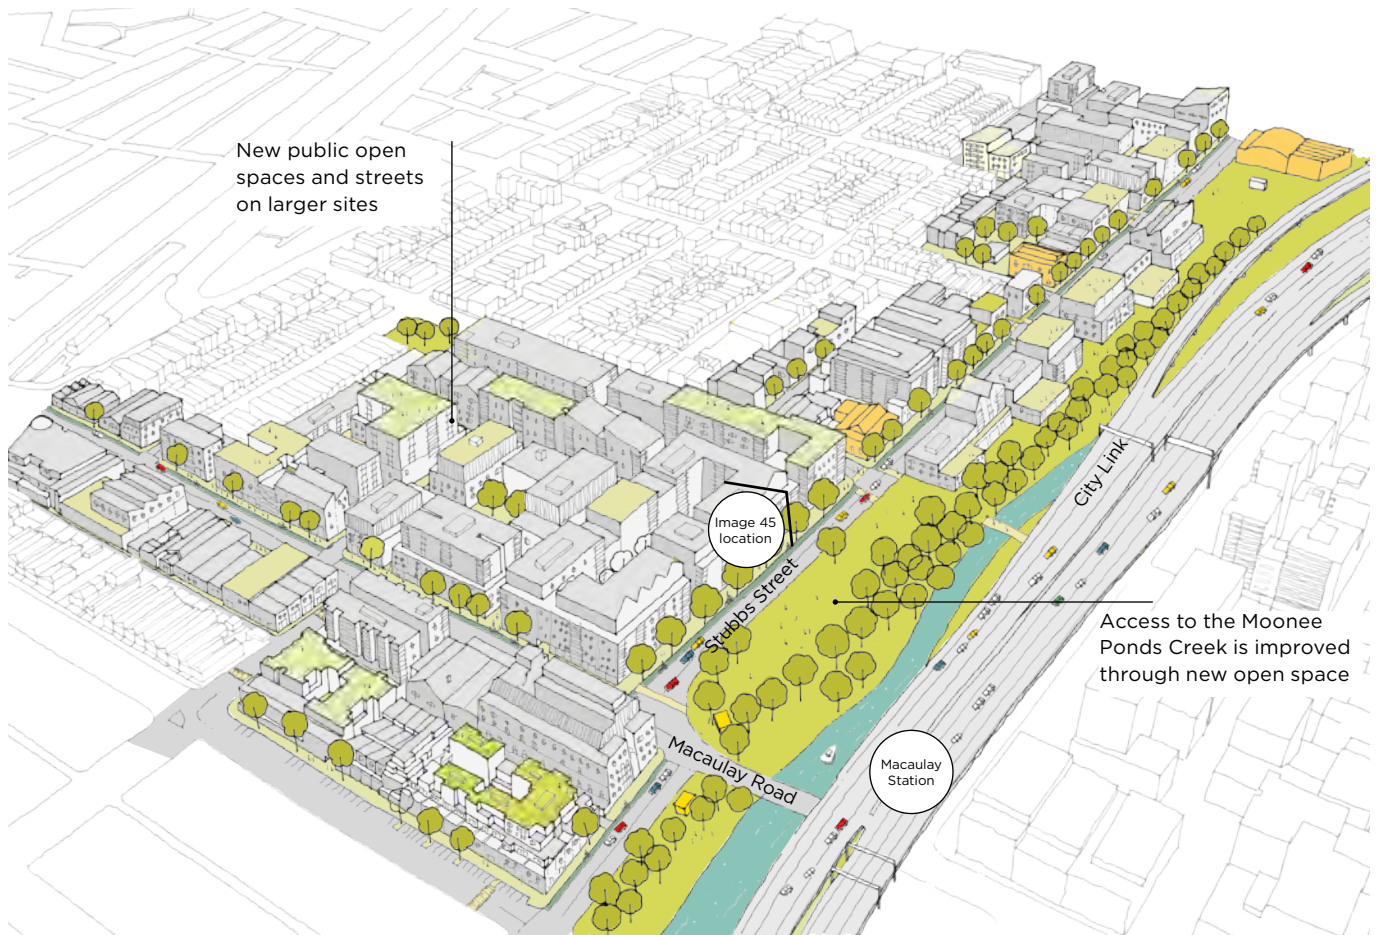 New public open
spaces and streets
on larger sites
City Link
Image 45
location
Stubbs Street
Access to the Moonee
Ponds Creek is improved
through new open space
Macaulay Road
Macaulay
Station